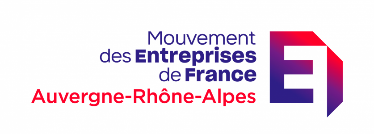 Mouvement
des Entreprises
de France
Auvergne-Rhône-Alpes
E